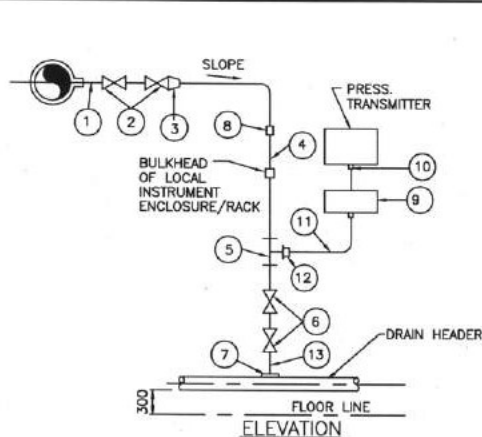 SLOPE
PRESS.
TRANSMITTER
1
2
3
8
4
10
BULKHEAD
OF LOCAL
INSTRUMENT
ENCLOSURE/RACK
9
11
5
12
6
DRAIN HEADER
7
13
300
FLOOR LINE
ELEVATION